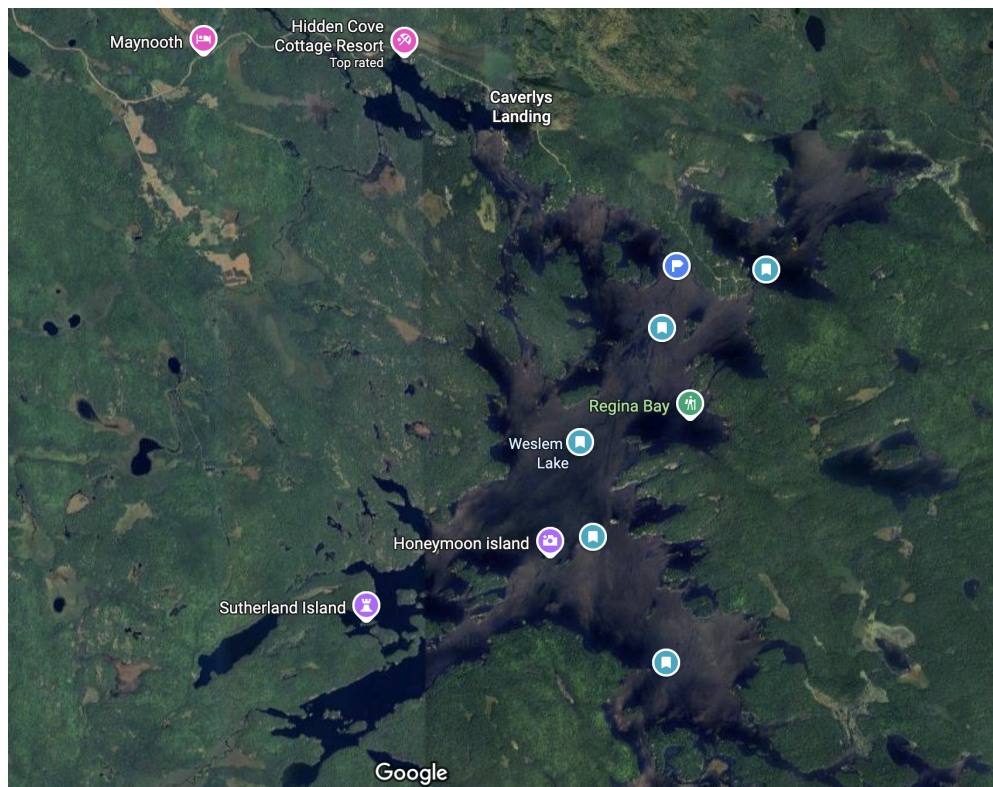 Hidden Cove
Cottage Resort
Top rated
Maynooth
Caverlys
Landing
Regina Bay
Weslem
Lake
Honeymoon island
Sutherland Island
Google